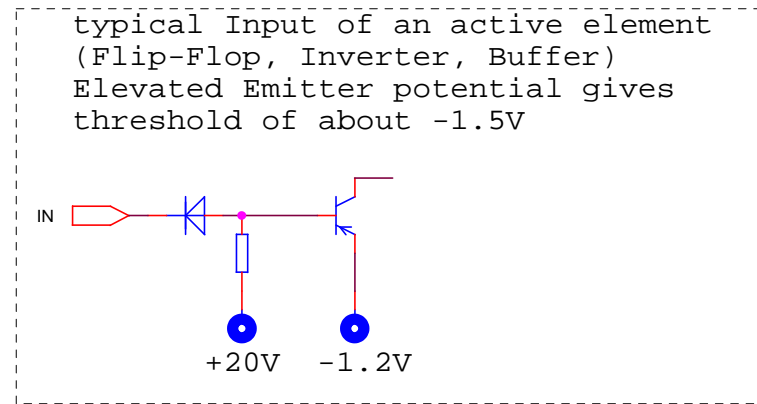 typical Input of an active element
(Flip-Flop, Inverter, Buffer)
Elevated Emitter potential gives
threshold of about -1.5V
IN
+20V -1.2V